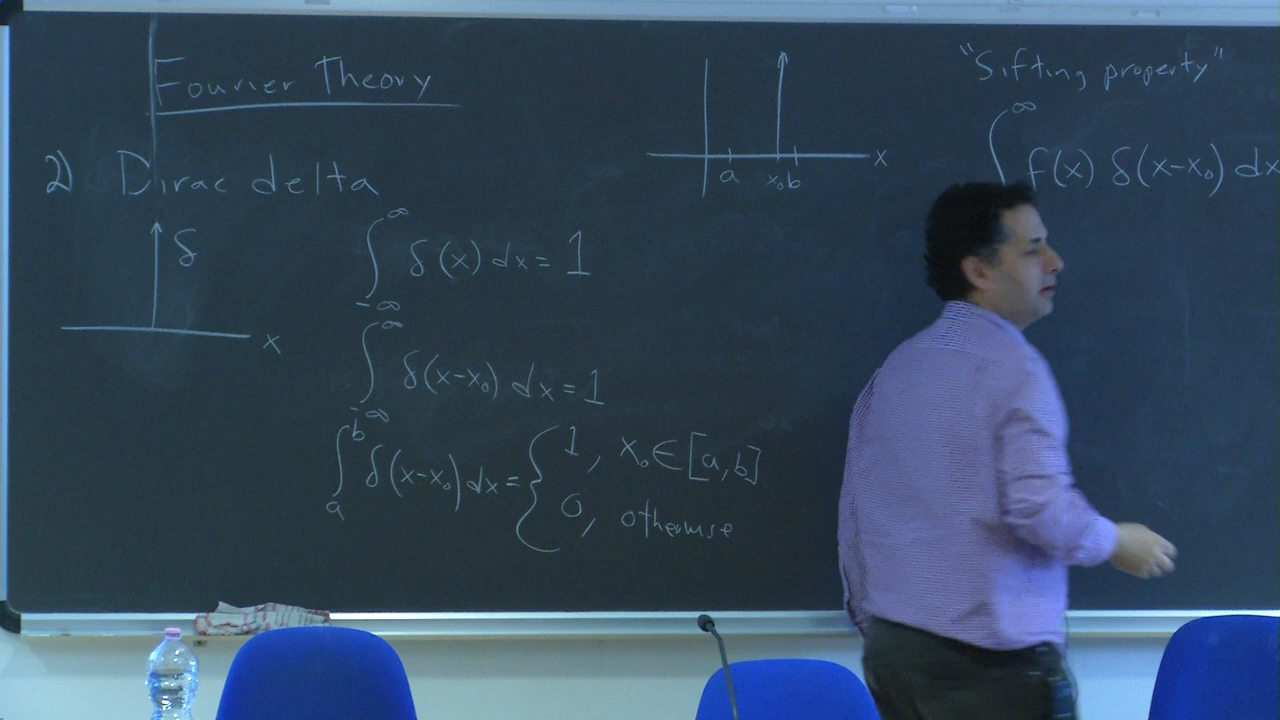 Fourier Theory
2) Dirac delta
δ
x
∫_{-∞}^{∞} δ(x) dx = 1
∫_{-∞}^{∞} δ(x-x₀) dx = 1
∫_a^b δ(x-x₀) dx = { 1, x₀ ∈ [a,b]
0, otherwise
x
a x₀ b
"Sifting property"
∫^{∞} f(x) δ(x-x₀) dx